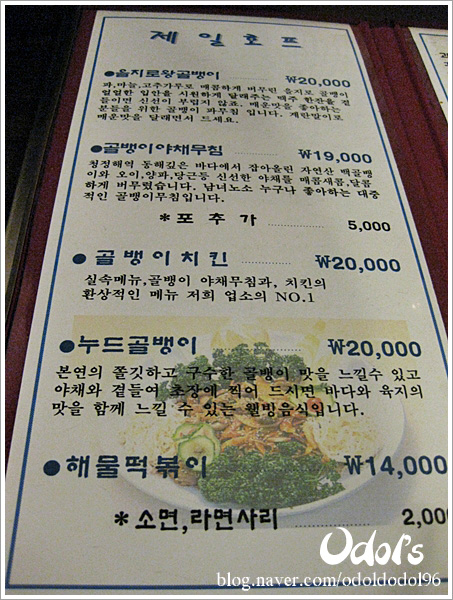 제일호프
●을지로왕골뱅이 ₩20,000
파,마늘,고추가루로 매콤하게 버무린 을지로 골뱅이
얼얼한 입안을 시원하게 달래주는 맥주 한잔을 곁
들이면 신선이 부럽지 않죠. 매운맛을 좋아하는
분들을 위한 골뱅이 파무침 입니다. 계란말이로
매운맛을 달래면서 드세요.
●골뱅이야채무침 ₩19,000
청정해역 동해깊은 바다에서 잡아올린 자연산 백골뱅
이와 오이,양파,당근등 신선한 야채를 매콤새콤,달콤
하게 버무렸습니다. 남녀노소 누구나 좋아하는 대중
적인 골뱅이무침입니다.
*포추가 5,000
●골뱅이치킨 ₩20,000
실속메뉴,골뱅이 야채무침과, 치킨의
환상적인 메뉴 저희 업소의 NO.1
●누드골뱅이 ₩20,000
본연의 쫄깃하고 구수한 골뱅이 맛을 느낄수 있고
야채와 곁들여 초장에 찍어 드시면 바다와 육지의
맛을 함께 느낄 수 있는 웰빙음식입니다.
●해물떡볶이 ₩14,000
*소면,라면사리 2,000
Odol's
blog.naver.com/odoldodol96